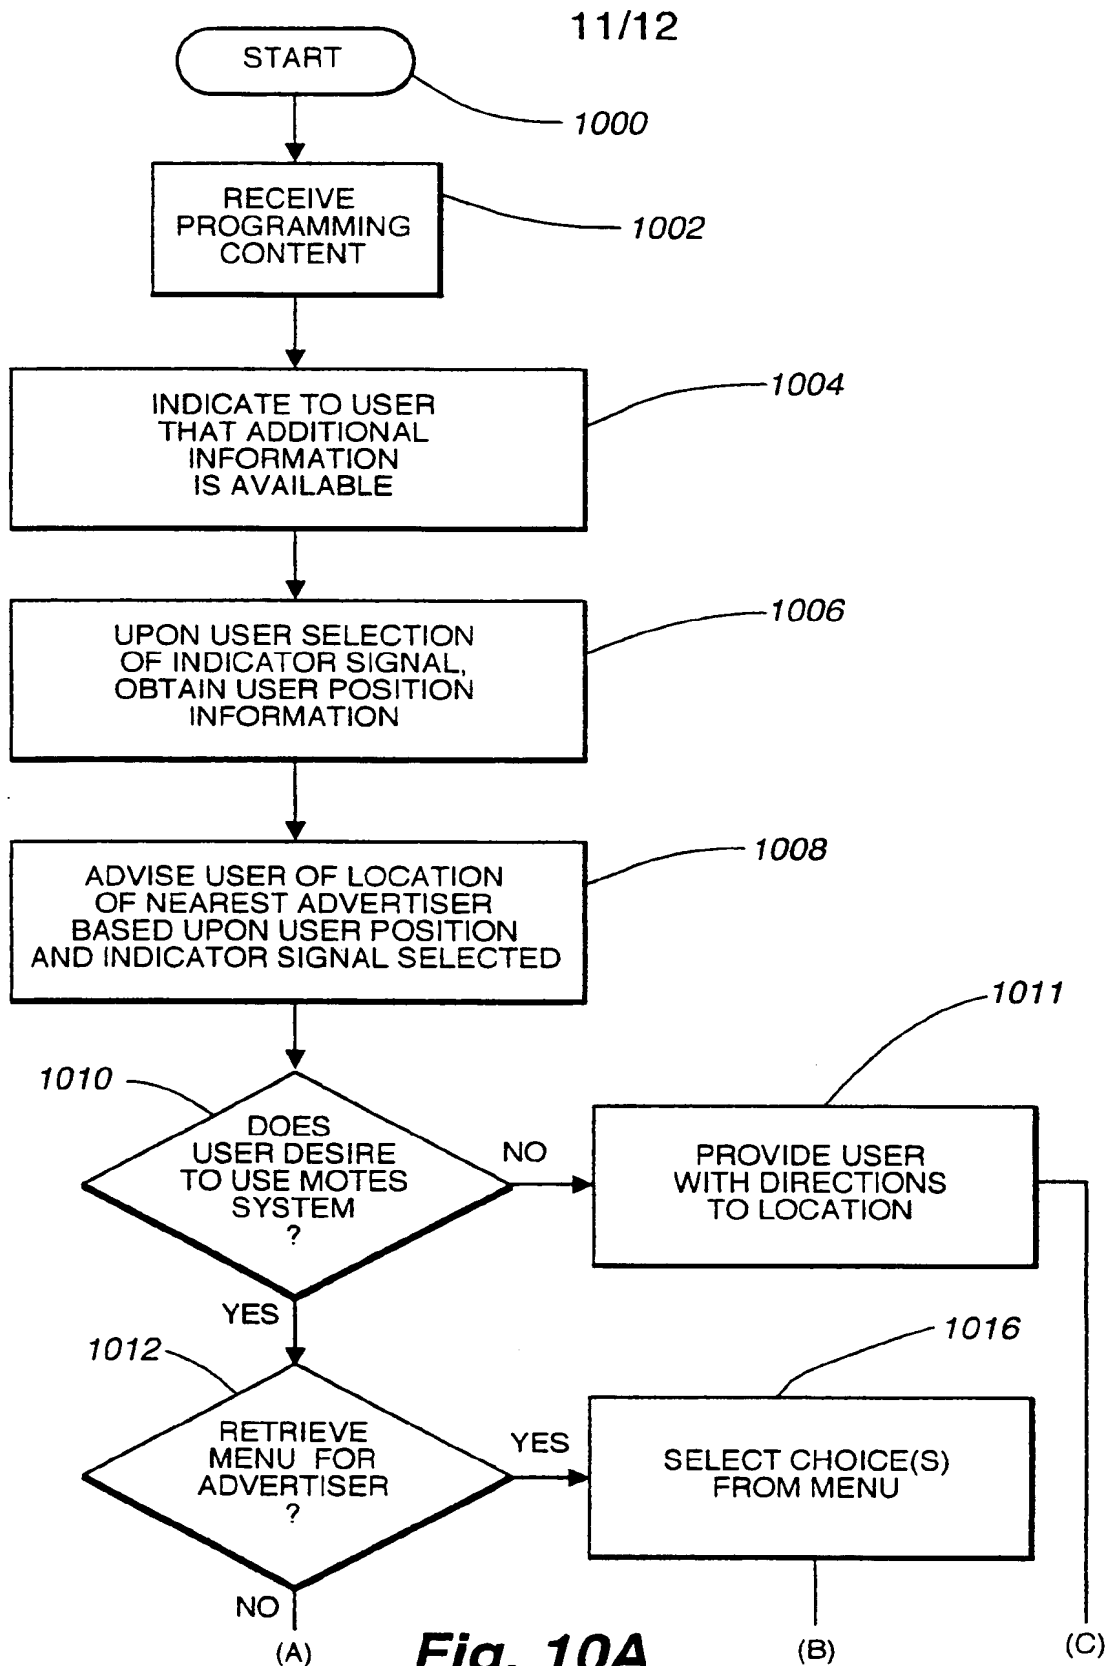 11/12
START
1000
RECEIVE
PROGRAMMING
CONTENT
1002
INDICATE TO USER
THAT ADDITIONAL
INFORMATION
IS AVAILABLE
1004
UPON USER SELECTION
OF INDICATOR SIGNAL,
OBTAIN USER POSITION
INFORMATION
1006
ADVISE USER OF LOCATION
OF NEAREST ADVERTISER
BASED UPON USER POSITION
AND INDICATOR SIGNAL SELECTED
1008
1010
DOES
USER DESIRE
TO USE MOTES
SYSTEM
?
NO
PROVIDE USER
WITH DIRECTIONS
TO LOCATION
1011
YES
1012
RETRIEVE
MENU FOR
ADVERTISER
?
YES
SELECT CHOICE(S)
FROM MENU
1016
NO
(A)
Fig. 10A
(B)
(C)